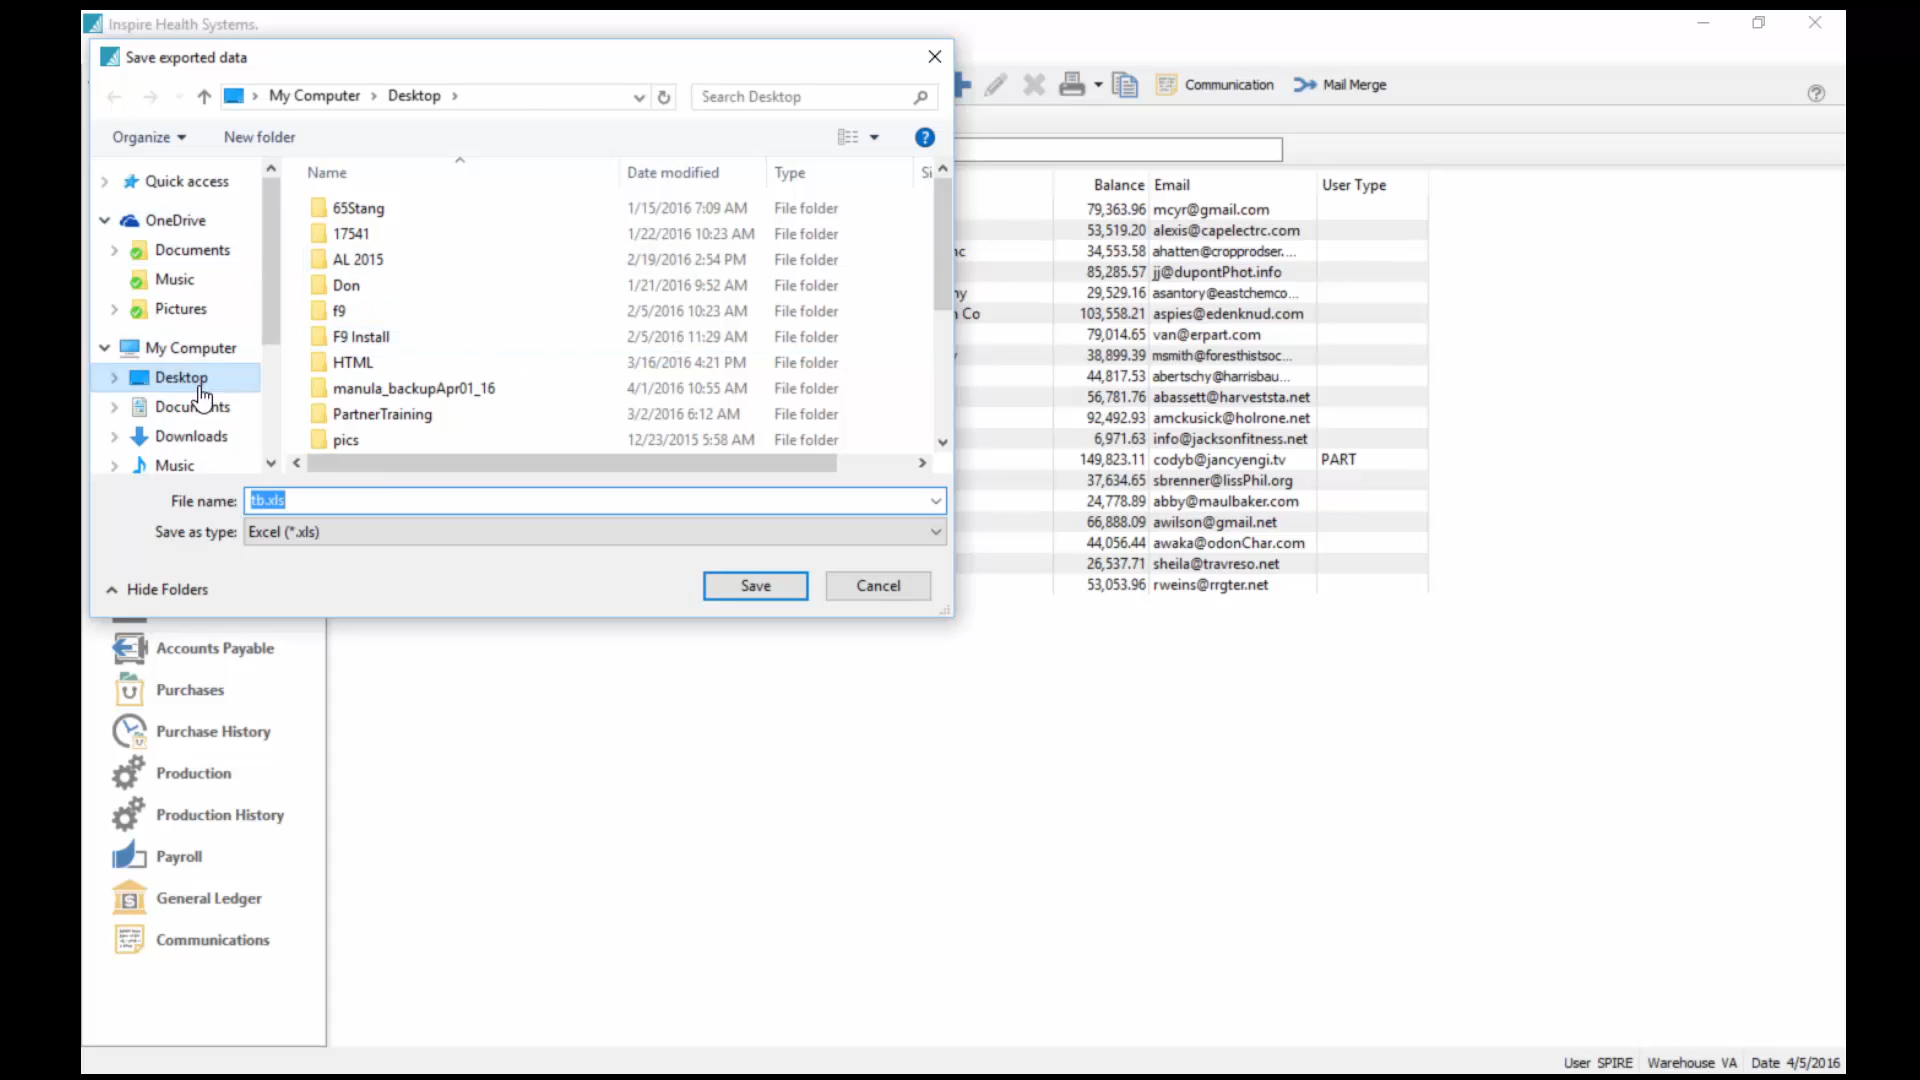 Inspire Health Systems.
Save exported data
My Computer > Desktop >
Search Desktop
Communication
Mail Merge
Organize
New folder
Quick access
OneDrive
Documents
Music
Pictures
My Computer
Desktop
Documents
Downloads
Music
Name Date modified Type Si
65Stang 1/15/2016 7:09 AM File folder
17541 1/22/2016 10:23 AM File folder
AL 2015 2/19/2016 2:54 PM File folder
Don 1/21/2016 9:52 AM File folder
f9 2/5/2016 10:23 AM File folder
F9 Install 2/5/2016 11:29 AM File folder
HTML 3/16/2016 4:21 PM File folder
manula_backupApr01_16 4/1/2016 10:55 AM File folder
PartnerTraining 3/2/2016 6:12 AM File folder
pics 12/23/2015 5:58 AM File folder
File name: tb.xls
Save as type: Excel (*.xls)
Hide Folders
Save
Cancel
Balance Email User Type
79,363.96 mcyr@gmail.com
53,519.20 alexis@capelectrc.com
nc 34,553.58 ahatten@cropprodser....
85,285.57 jj@dupontPhot.info
ny 29,529.16 asantory@eastchemco...
n Co 103,558.21 aspies@edenknud.com
79,014.65 van@erpart.com
38,899.39 msmith@foresthistsoc...
44,817.53 abertschy@harrisbau...
56,781.76 abassett@harveststa.net
92,492.93 amckusick@holrone.net
6,971.63 info@jacksonfitness.net
149,823.11 codyb@jancyengi.tv PART
37,634.65 sbrenner@lissPhil.org
24,778.89 abby@maulbaker.com
66,888.09 awilson@gmail.net
44,056.44 awaka@odonChar.com
26,537.71 sheila@travreso.net
53,053.96 rweins@rrgter.net
Accounts Payable
Purchases
Purchase History
Production
Production History
Payroll
General Ledger
Communications
User SPIRE Warehouse VA Date 4/5/2016